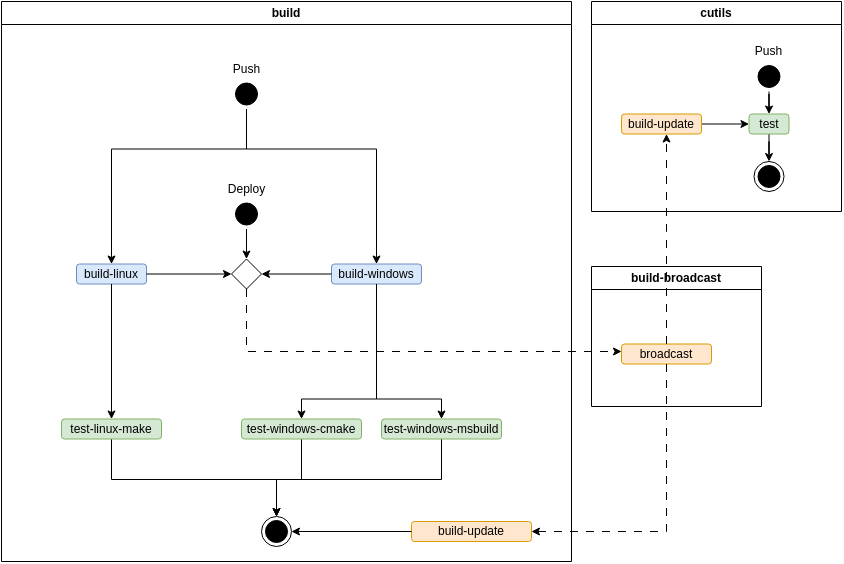 build
Push
Deploy
build-linux
build-windows
test-linux-make
test-windows-cmake
test-windows-msbuild
build-update
cutils
Push
build-update
test
build-broadcast
broadcast